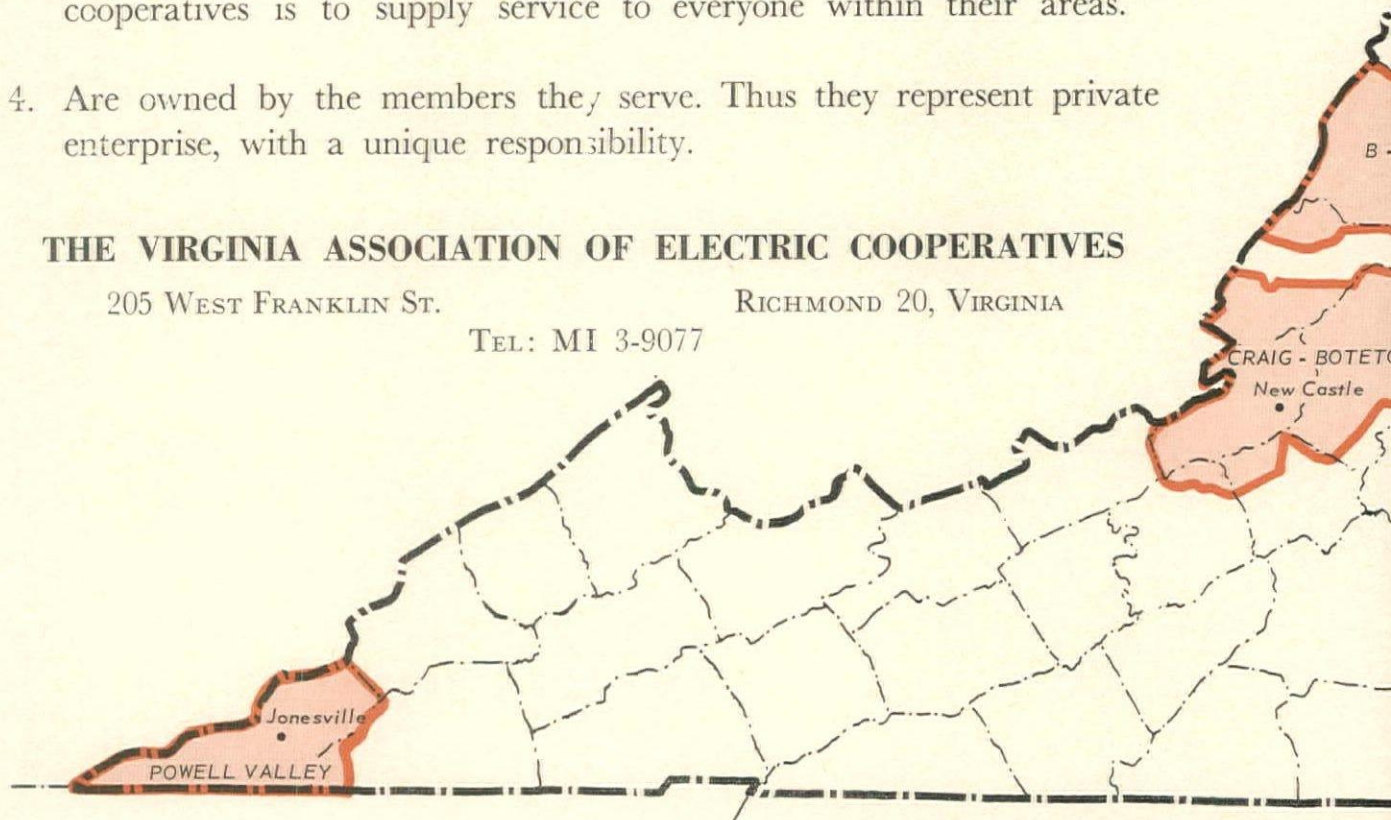 cooperatives is to supply service to everyone within their areas.
4. Are owned by the members they serve. Thus they represent private
enterprise, with a unique responsibility.
THE VIRGINIA ASSOCIATION OF ELECTRIC COOPERATIVES
205 West Franklin St. Richmond 20, Virginia
Tel: MI 3-9077
B -
CRAIG - BOTETO
New Castle
Jonesville
POWELL VALLEY